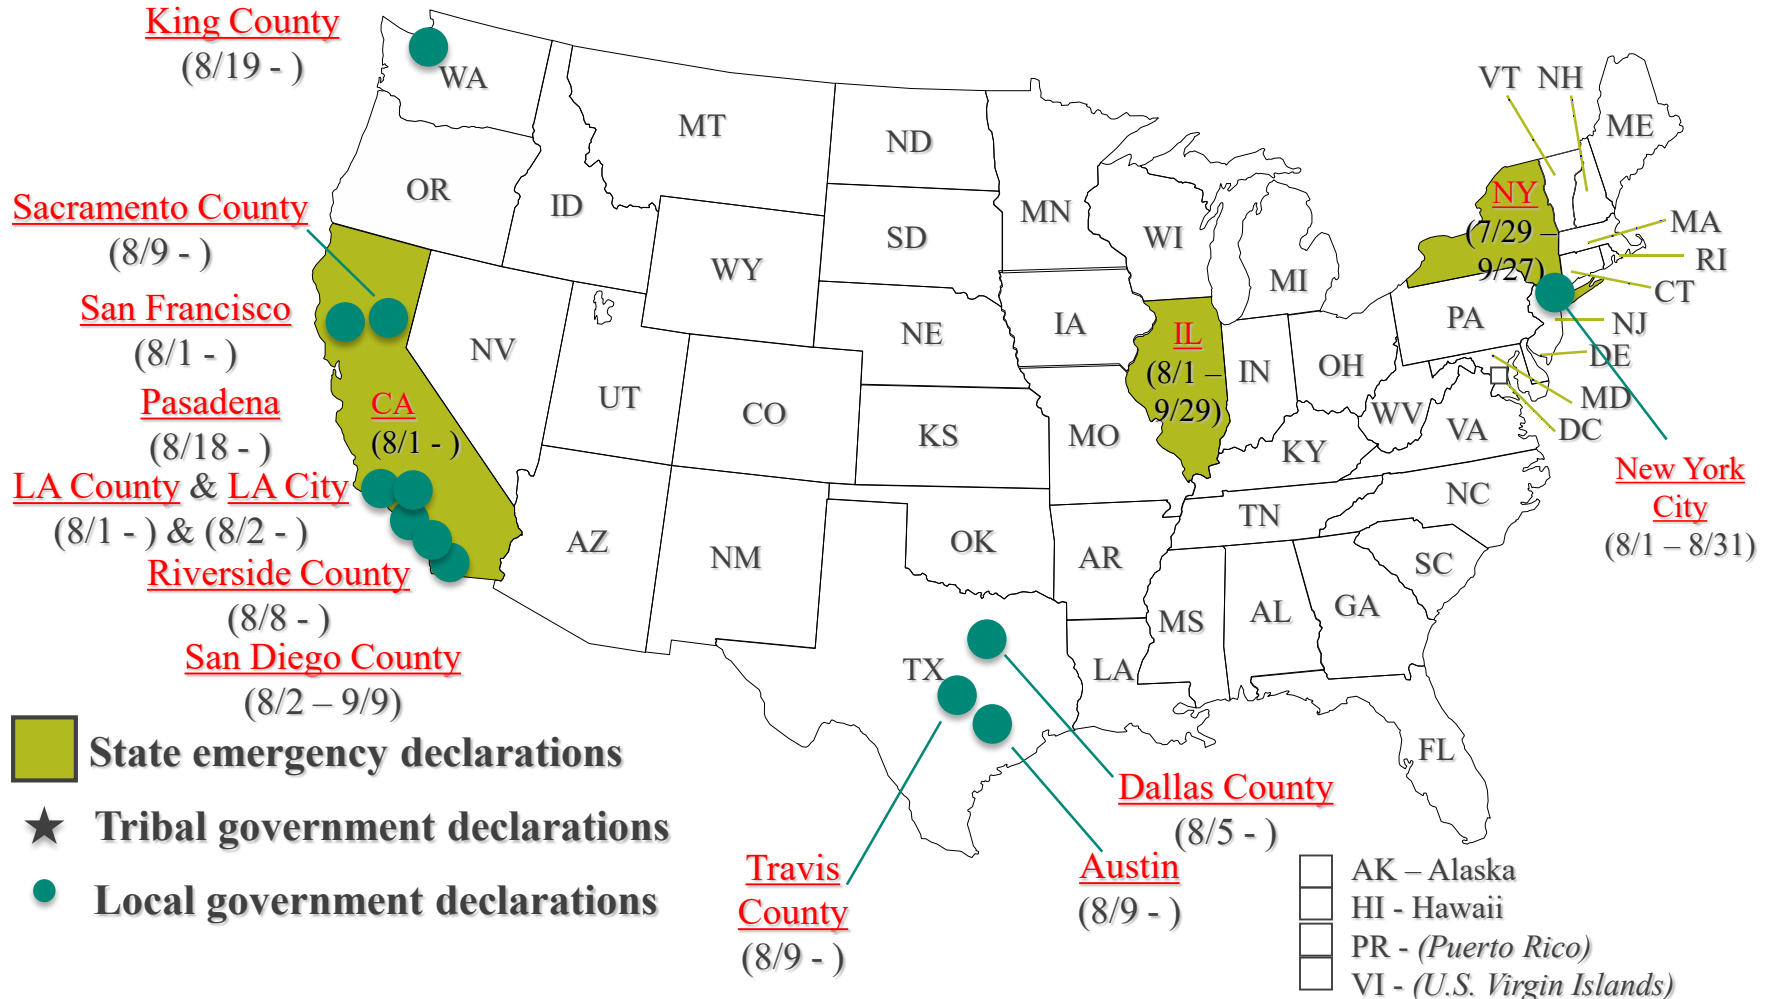 King County
(8/19 - )
WA
VT NH
ME
MT
ND
OR
ID
NY
(7/29 –
9/27)
MN
MA
Sacramento County
(8/9 - )
SD
WI
RI
WY
MI
CT
San Francisco
(8/1 - )
NV
NE
IA
IL
(8/1 –
9/29)
PA
NJ
DE
IN
OH
UT
MD
Pasadena
(8/18 - )
CA
(8/1 - )
CO
KS
MO
WV
VA
DC
KY
LA County & LA City
(8/1 - ) & (8/2 - )
New York
City
(8/1 – 8/31)
NC
TN
AZ
NM
OK
AR
SC
Riverside County
(8/8 - )
MS
AL
GA
San Diego County
(8/2 – 9/9)
TX
LA
FL
State emergency declarations
Tribal government declarations
Local government declarations
Dallas County
(8/5 - )
Travis
County
(8/9 - )
Austin
(8/9 - )
AK – Alaska
HI - Hawaii
PR - (Puerto Rico)
VI - (U.S. Virgin Islands)